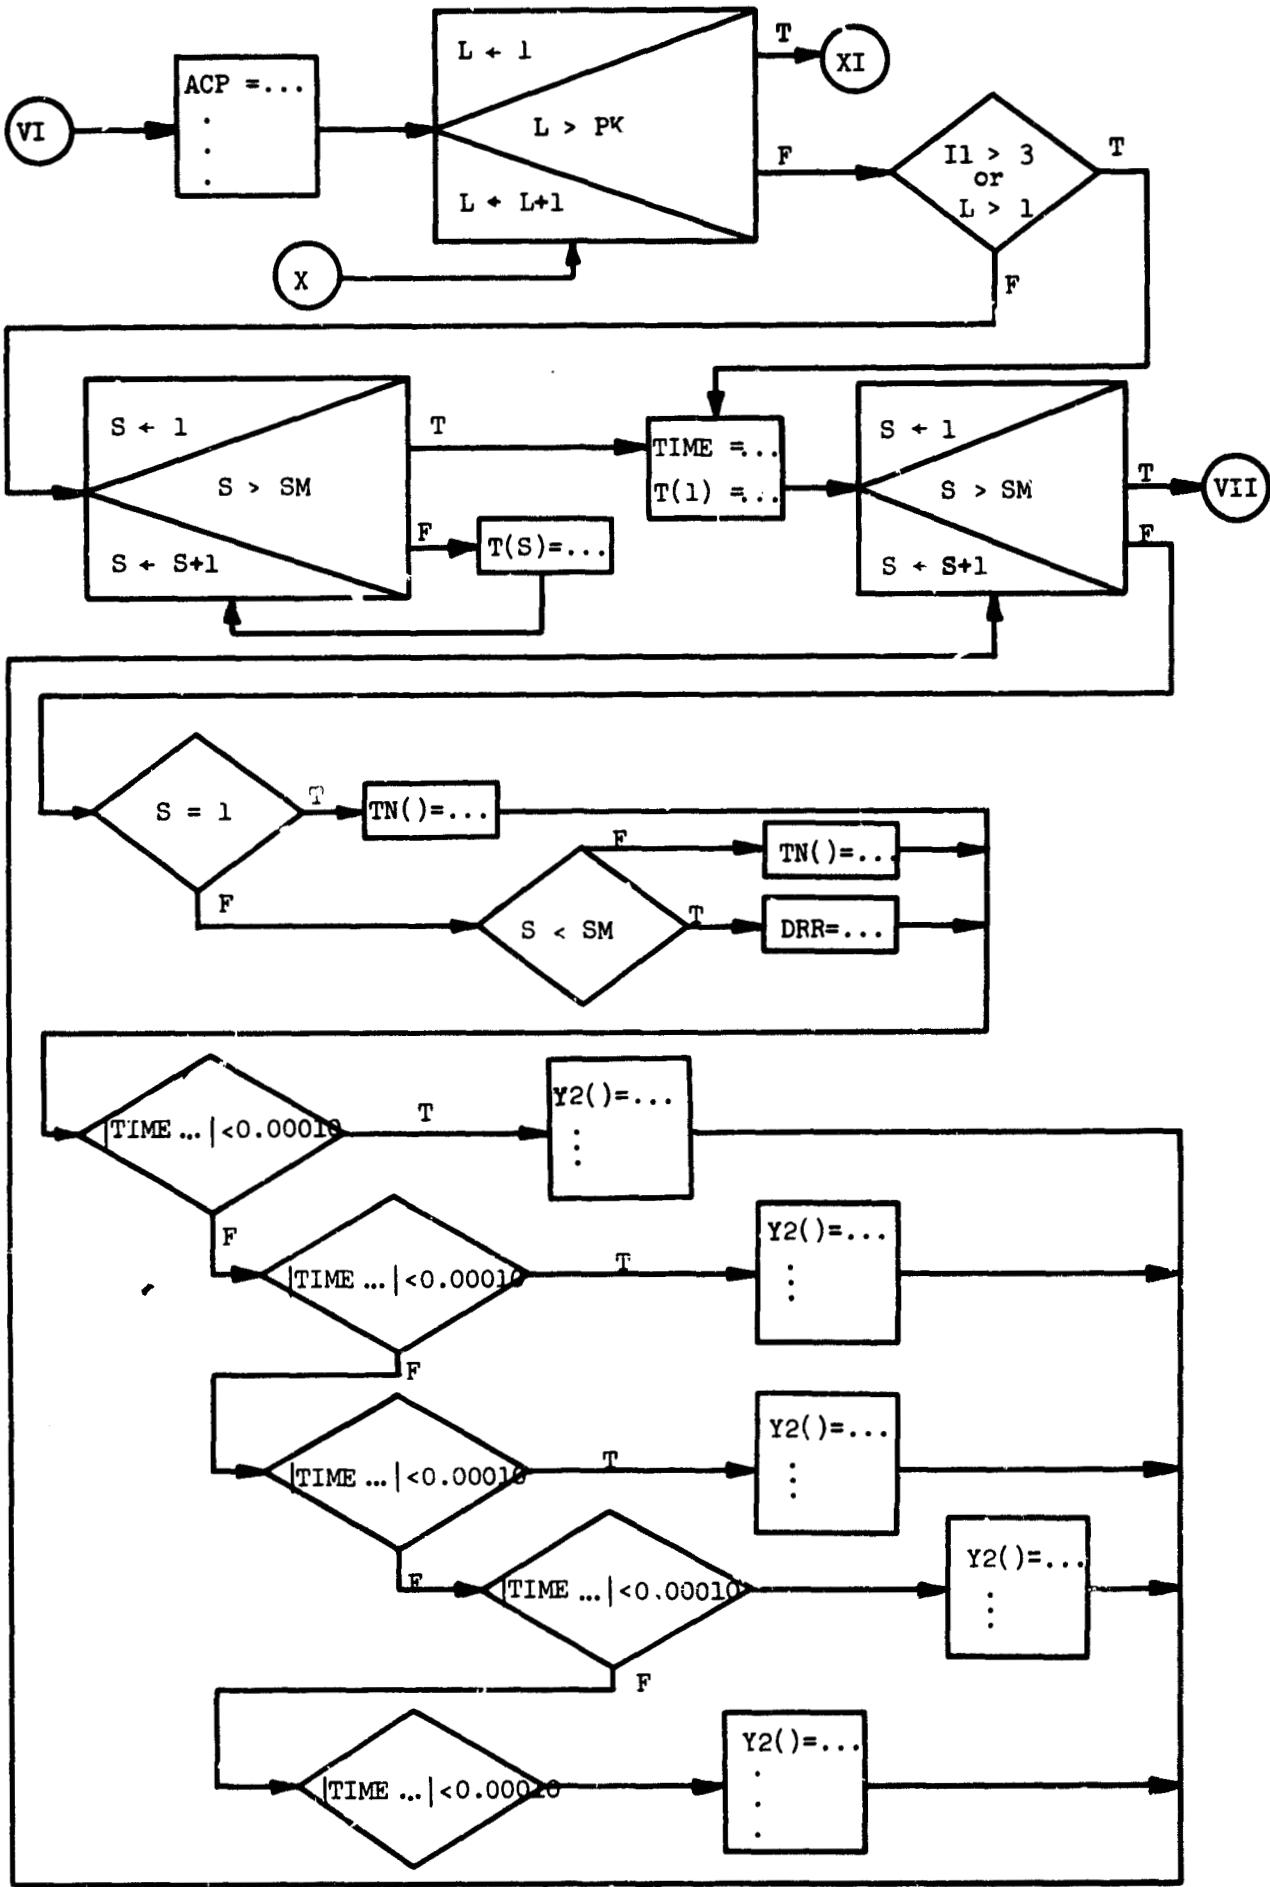 L ← 1
T
XI
ACP =...
VI
L > PK
I1 > 3
or
L > 1
T
F
L ← L+1
X
F
S ← 1
T
TIME =...
T(1) =...
S ← 1
S > SM
S > SM
T
VII
F
T(S)=...
F
S ← S+1
S ← S+1
S = 1
T
TN()=...
F
TN()=...
F
S < SM
T
DRR=...
|TIME ...|<0.00010
T
Y2()=...
F
|TIME ...|<0.00010
T
Y2()=...
F
|TIME ...|<0.00010
T
Y2()=...
F
|TIME ...|<0.00010
Y2()=...
F
|TIME ...|<0.00010
Y2()=...